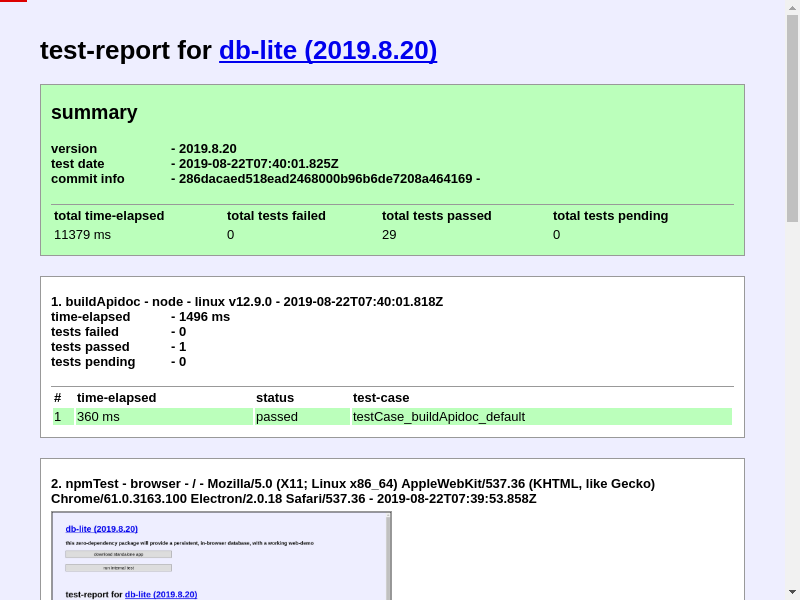 test-report for db-lite (2019.8.20)
summary
version - 2019.8.20
test date - 2019-08-22T07:40:01.825Z
commit info - 286dacaed518ead2468000b96b6de7208a464169 -
total time-elapsed total tests failed total tests passed total tests pending
11379 ms 0 29 0
1. buildApidoc - node - linux v12.9.0 - 2019-08-22T07:40:01.818Z
time-elapsed - 1496 ms
tests failed - 0
tests passed - 1
tests pending - 0
# time-elapsed status test-case
1 360 ms passed testCase_buildApidoc_default
2. npmTest - browser - / - Mozilla/5.0 (X11; Linux x86_64) AppleWebKit/537.36 (KHTML, like Gecko)
Chrome/61.0.3163.100 Electron/2.0.18 Safari/537.36 - 2019-08-22T07:39:53.858Z
db-lite (2019.8.20)
this zero-dependency package will provide a persistent, in-browser database, with a working web-demo
download standalone app
run internal test
test-report for db-lite (2019.8.20)